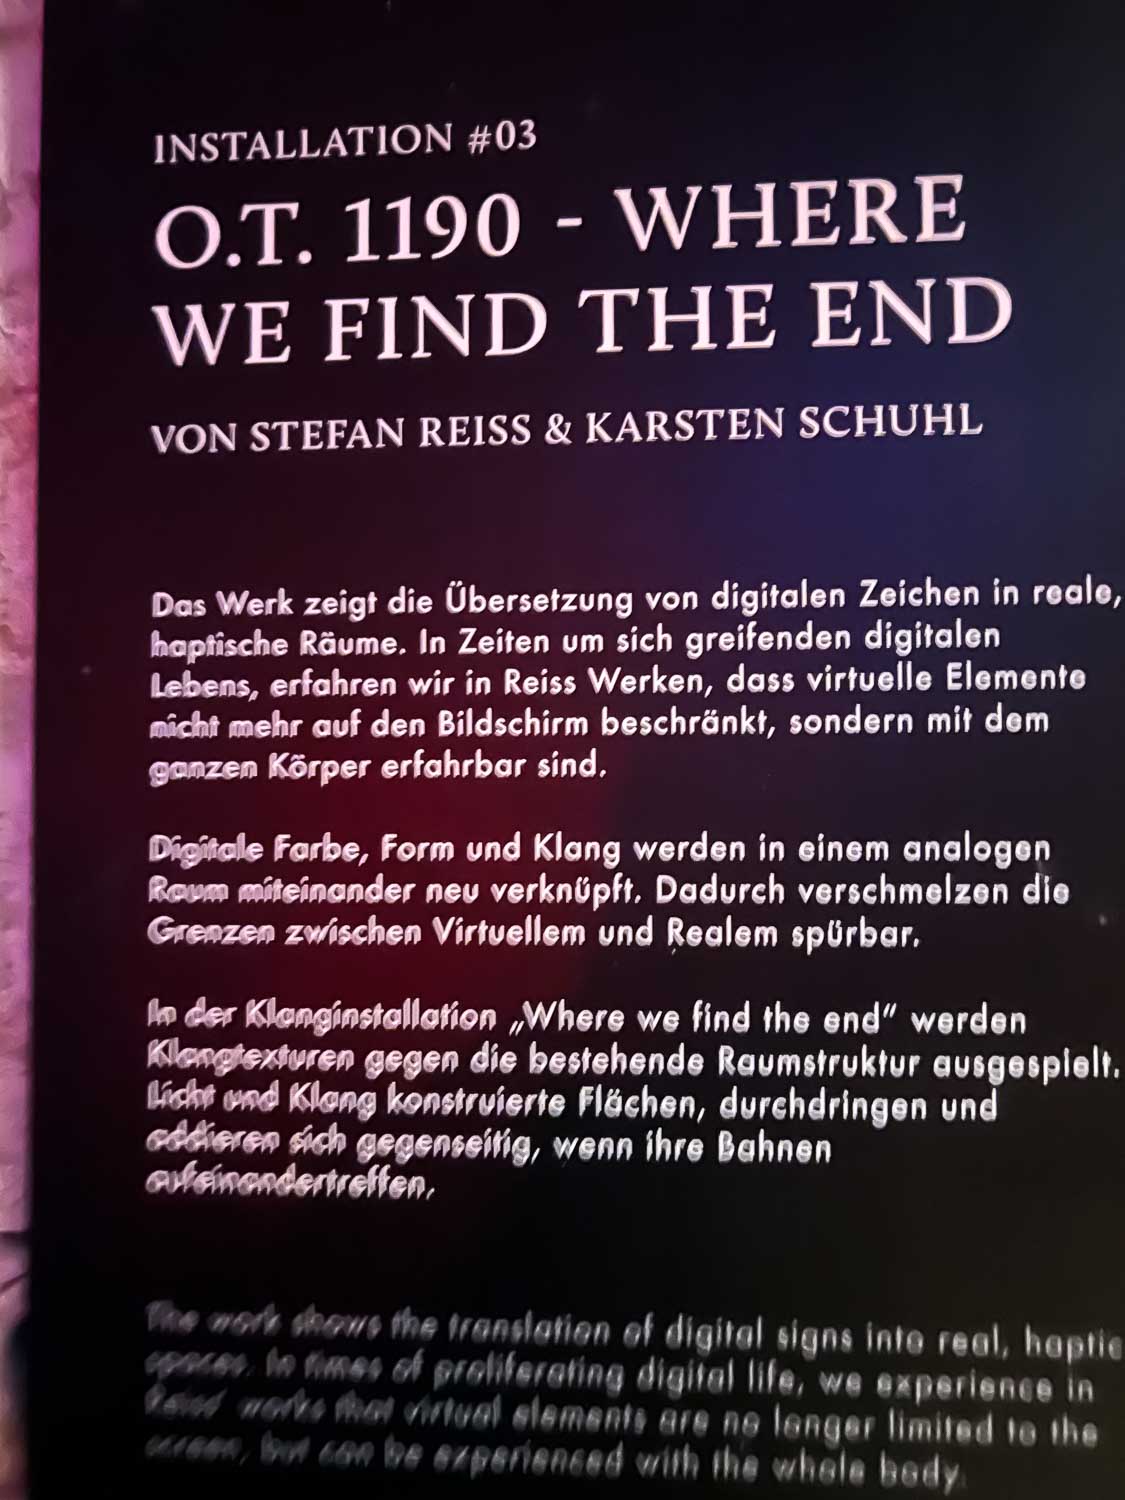 INSTALLATION #03
O.T. 1190 - WHERE
WE FIND THE END
VON STEFAN REISS & KARSTEN SCHUHL
Das Werk zeigt die Übersetzung von digitalen Zeichen in reale,
haptische Räume. In Zeiten um sich greifenden digitalen
Lebens, erfahren wir in Reiss Werken, dass virtuelle Elemente
nicht mehr auf den Bildschirm beschränkt, sondern mit dem
ganzen Körper erfahrbar sind.
Digitale Farbe, Form und Klang werden in einem analogen
Raum miteinander neu verknüpft. Dadurch verschmelzen die
Grenzen zwischen Virtuellem und Realem spürbar.
In der Klanginstallation „Where we find the end“ werden
Klangtexturen gegen die bestehende Raumstruktur ausgespielt.
Licht und Klang konstruierte Flächen, durchdringen und
addieren sich gegenseitig, wenn ihre Bahnen
aufeinandertreffen.
The work shows the translation of digital signs into real, haptic
spaces. In times of proliferating digital life, we experience in
Reiss' works that virtual elements are no longer limited to the
screen, but can be experienced with the whole body.